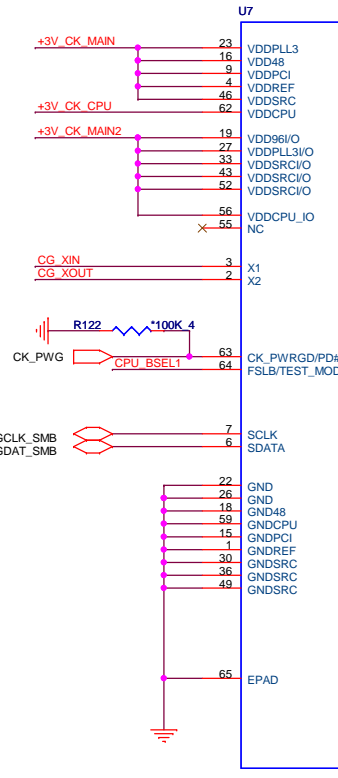 U7
+3V_CK_MAIN 23 VDDPLL3
16 VDD48
9 VDDPCI
4 VDDREF
46 VDDSRC
+3V_CK_CPU 62 VDDCPU
+3V_CK_MAIN2 19 VDD96I/O
27 VDDPLL3I/O
33 VDDSRCI/O
43 VDDSRCI/O
52 VDDSRCI/O
56 VDDCPU_IO
55 NC
CG_XIN 3 X1
CG_XOUT 2 X2
R122 *100K_4
CK_PWG 63 CK_PWRGD/PD#
CPU_BSEL1 64 FSLB/TEST_MOD
GCLK_SMB 7 SCLK
GDAT_SMB 6 SDATA
22 GND
26 GND
18 GND48
59 GNDCPU
15 GNDPCI
1 GNDREF
30 GNDSRC
36 GNDSRC
49 GNDSRC
65 EPAD